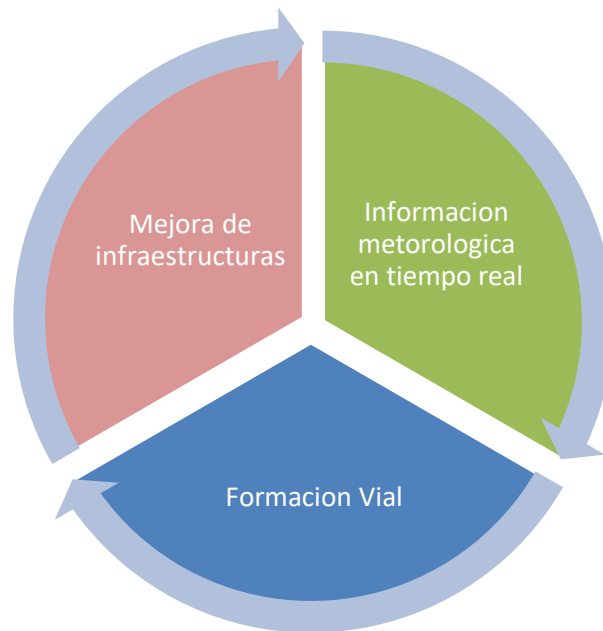 Mejora de
infraestructuras
Informacion
metorologica
en tiempo real
Formacion Vial